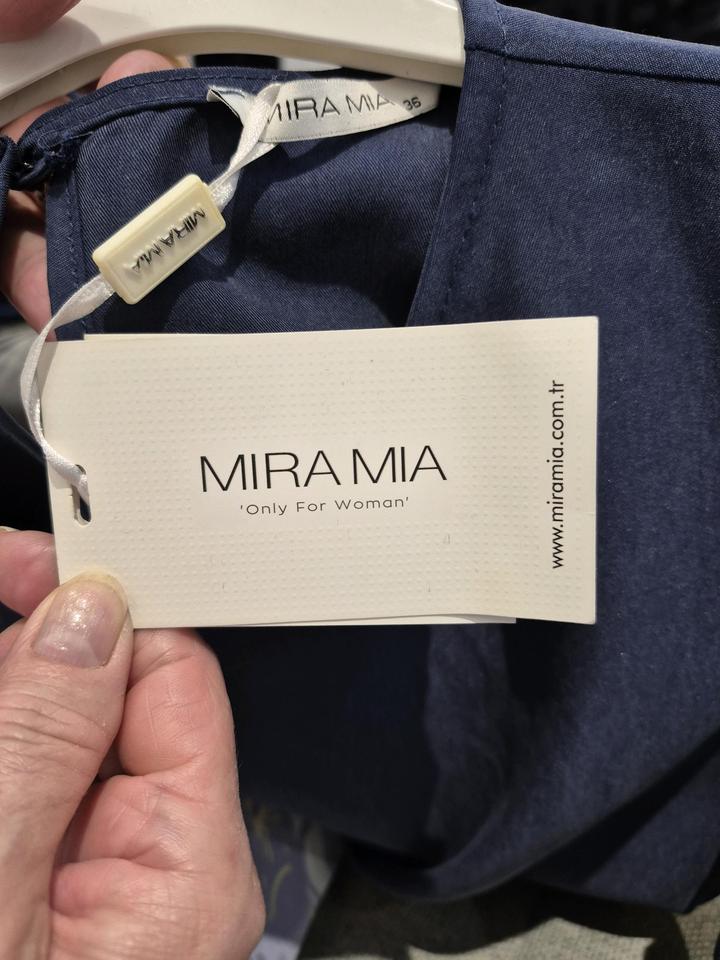 MIRA MIA 36
MIRA MIA
MIRA MIA
'Only For Woman'
www.miramia.com.tr